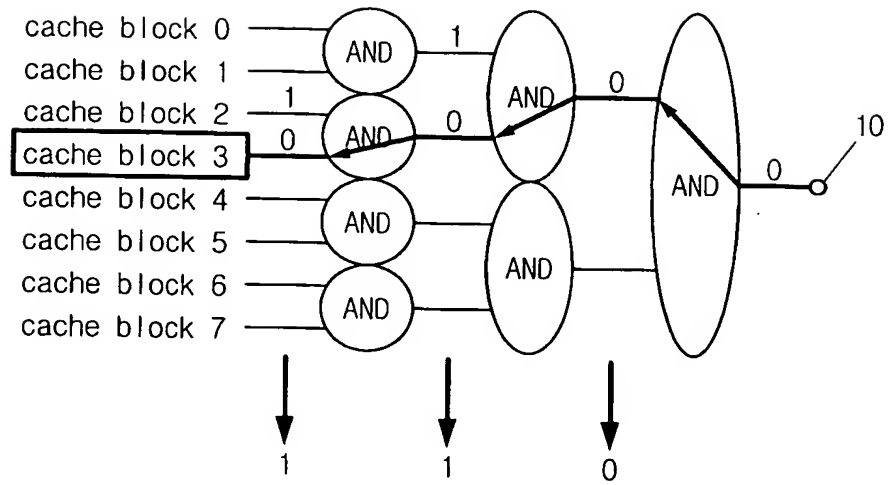 cache block 0
cache block 1
cache block 2
cache block 3
cache block 4
cache block 5
cache block 6
cache block 7
1
0
AND
AND
AND
AND
1
0
AND
AND
0
AND
0
10
1
1
0